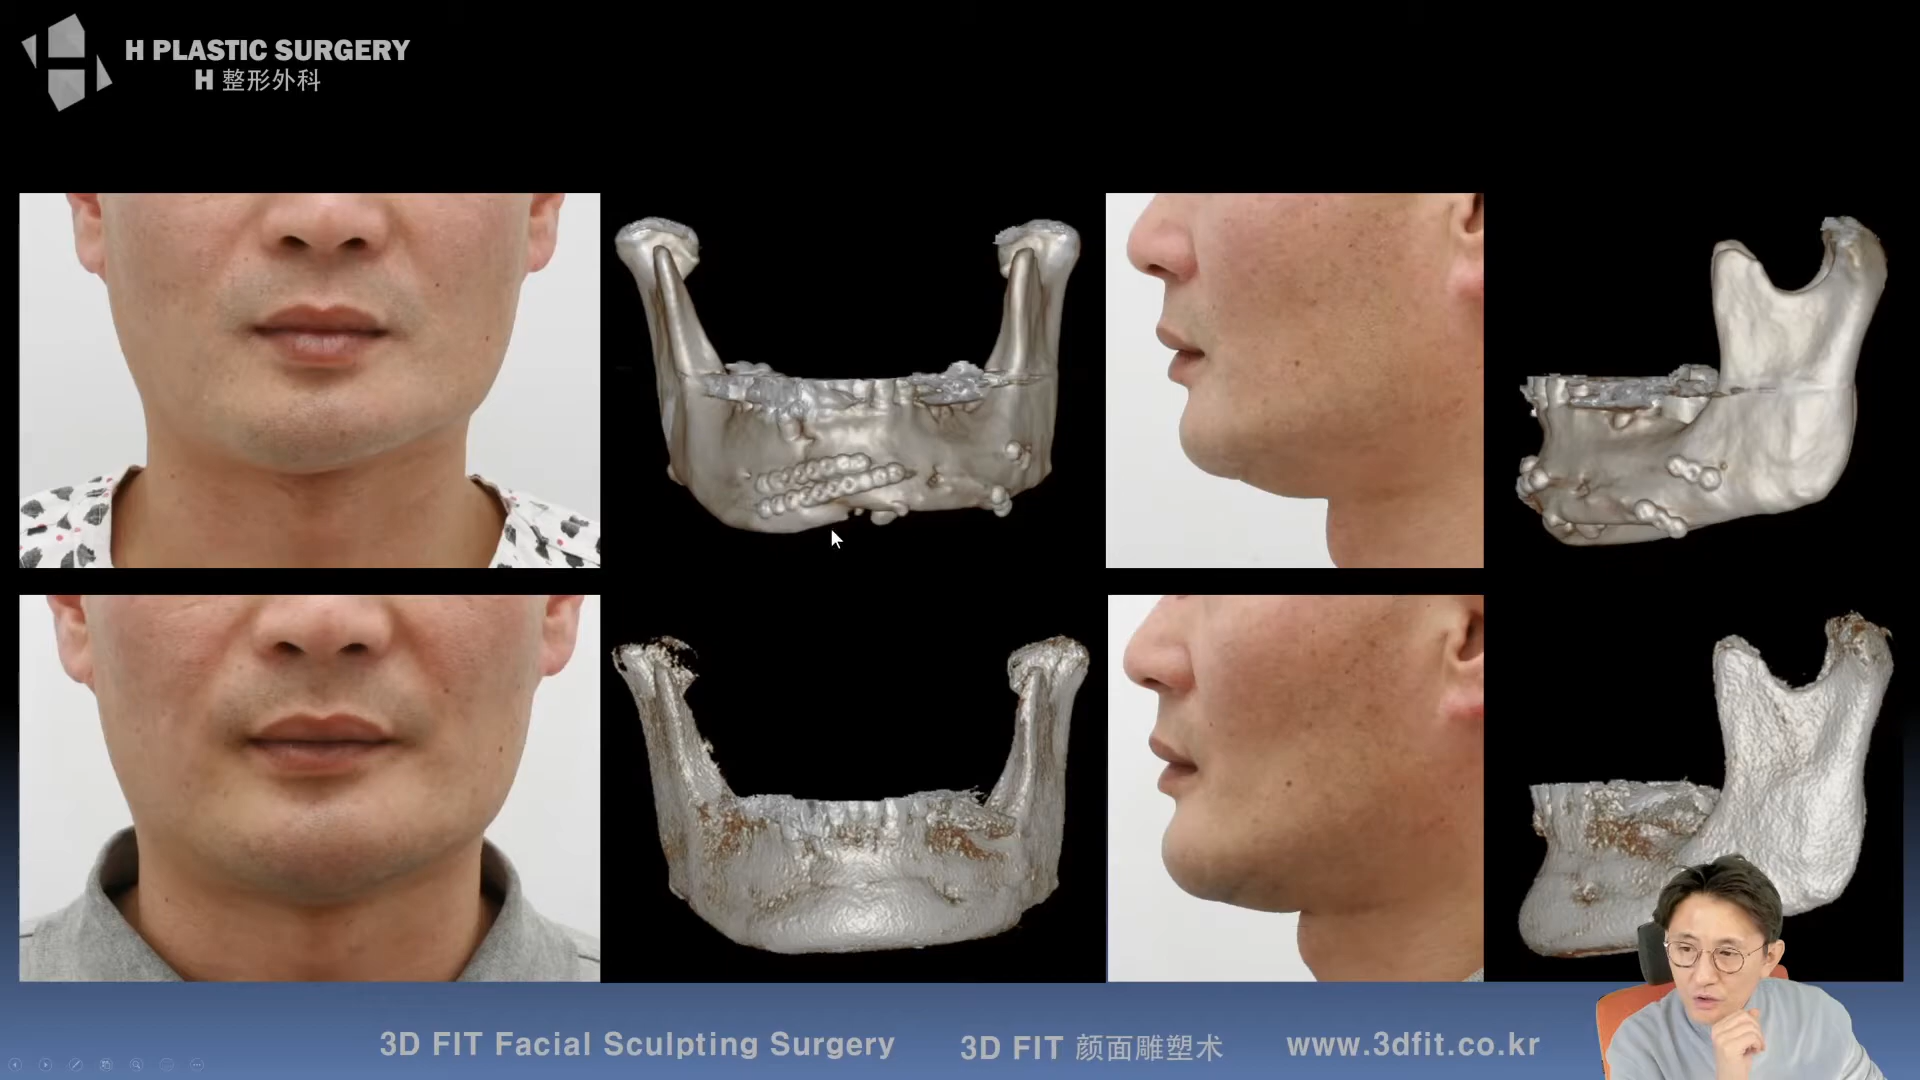 H PLASTIC SURGERY
H 整形外科
3D FIT Facial Sculpting Surgery
3D FIT 颜面雕塑术
www.3dfit.co.kr